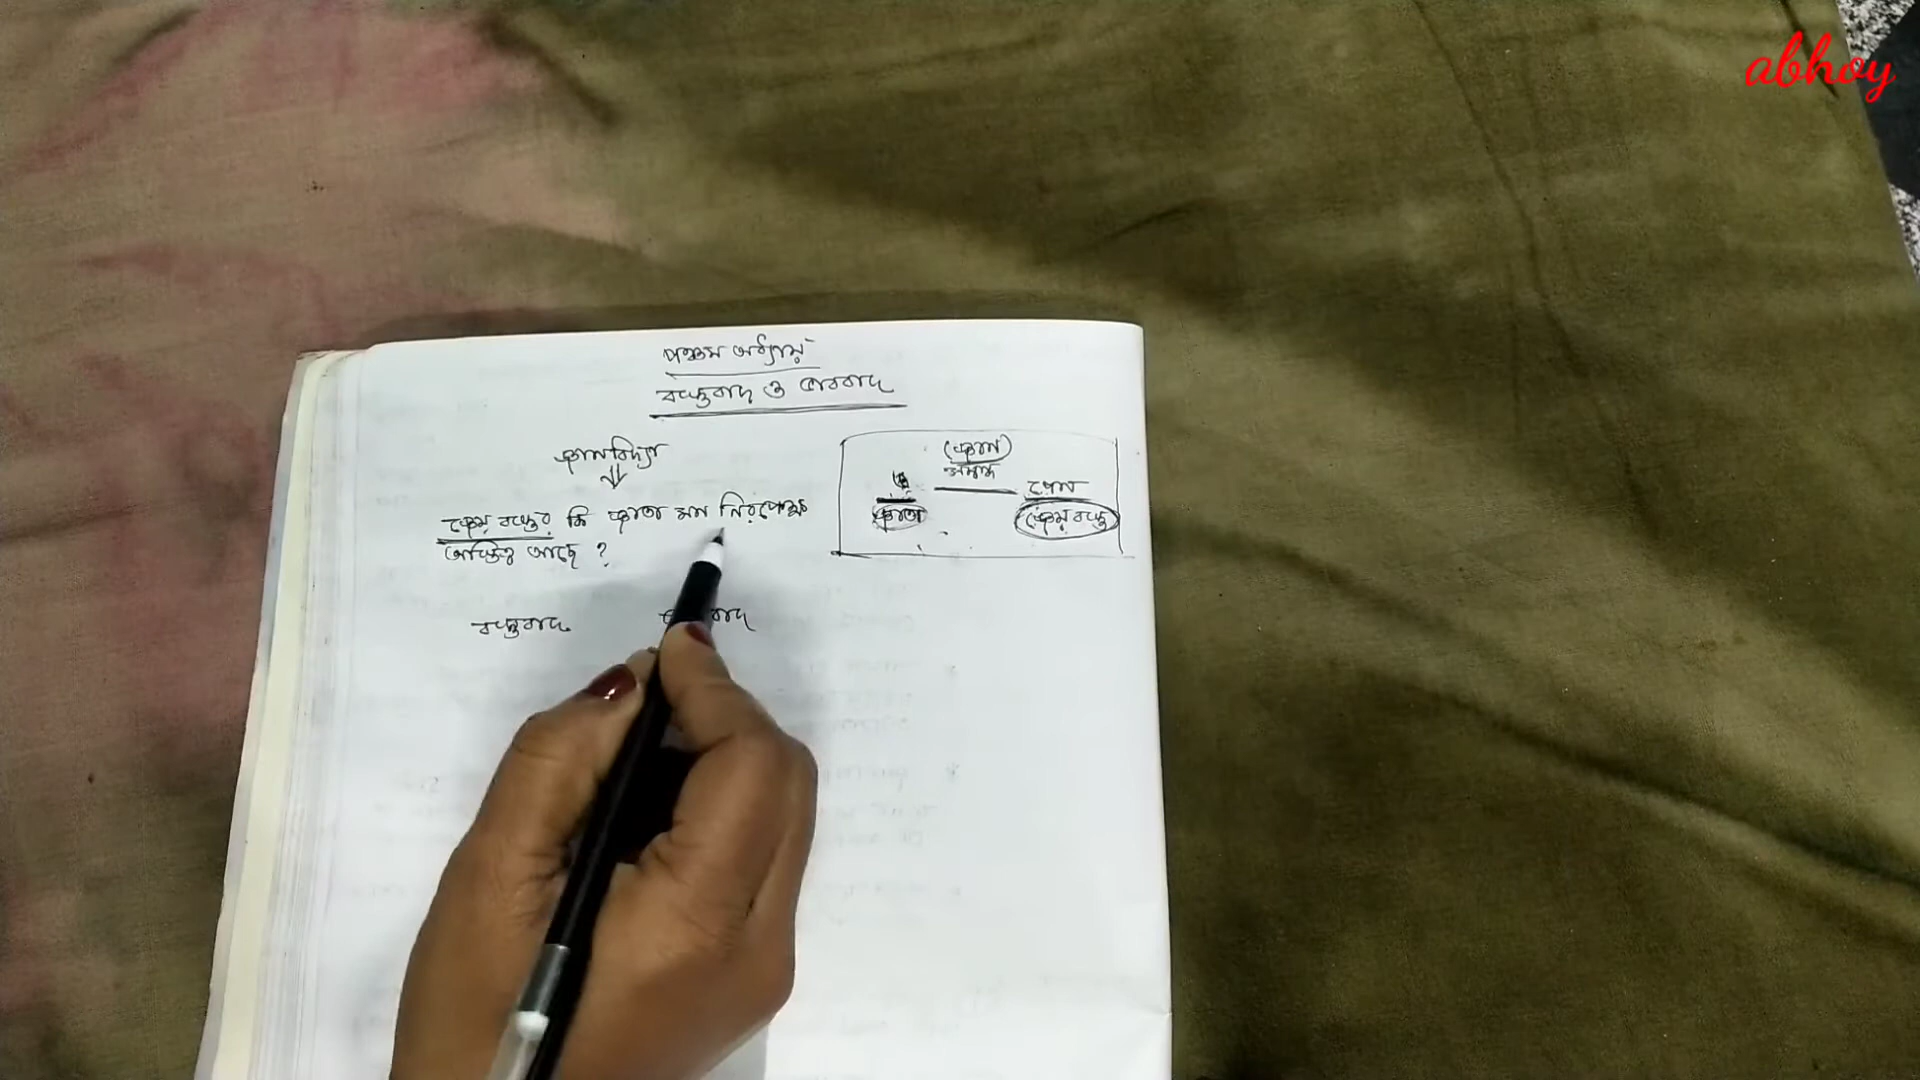 abhoy
পঞ্চম অধ্যায়
বস্তুবাদ ও ভাববাদ
জ্ঞানবিদ্যা
জ্ঞেয় বস্তুর কি জ্ঞাতা মন নিরপেক্ষ
অস্তিত্ব আছে ?
বস্তুবাদ বাদ
(জ্ঞান)
সম্বন্ধ
পেন
জ্ঞাতা
জ্ঞেয় বস্তু